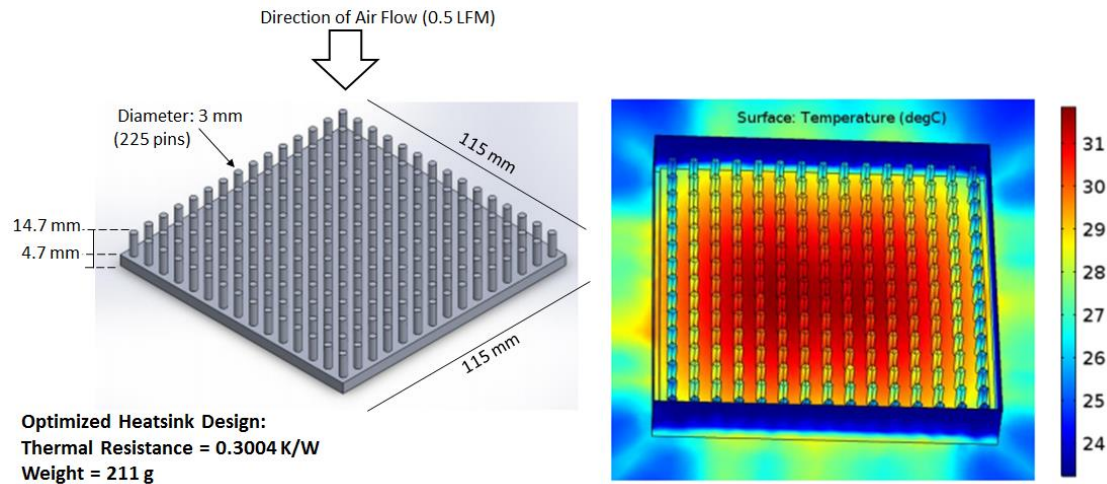 Direction of Air Flow (0.5 LFM)
Diameter: 3 mm
(225 pins)
115 mm
14.7 mm
4.7 mm
115 mm
Optimized Heatsink Design:
Thermal Resistance = 0.3004 K/W
Weight = 211 g
Surface: Temperature (degC)
31
30
29
28
27
26
25
24